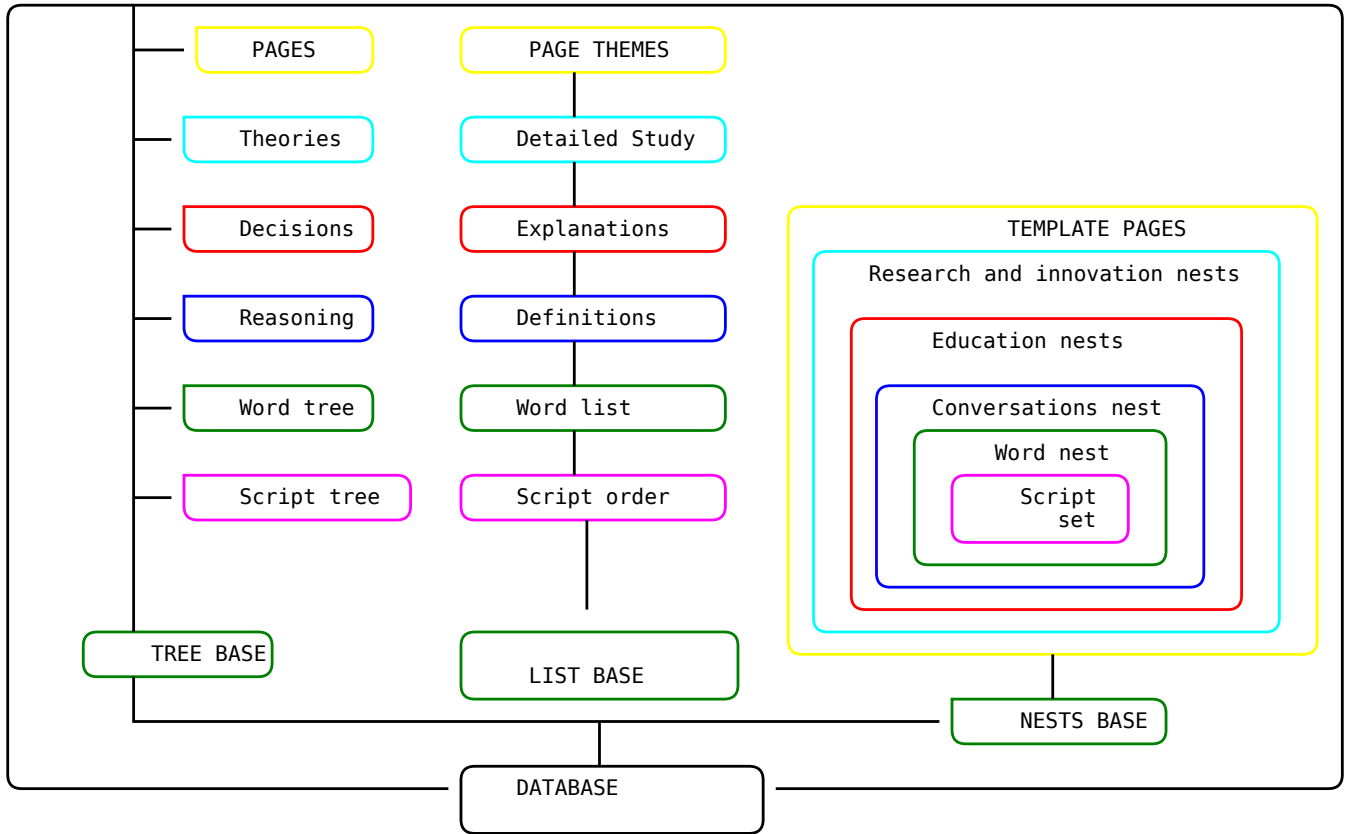 PAGES
PAGE THEMES
Theories
Detailed Study
Decisions
Explanations
TEMPLATE PAGES
Research and innovation nests
Reasoning
Definitions
Education nests
Word tree
Word list
Conversations nest
Word nest
Script tree
Script order
Script
set
TREE BASE
LIST BASE
NESTS BASE
DATABASE